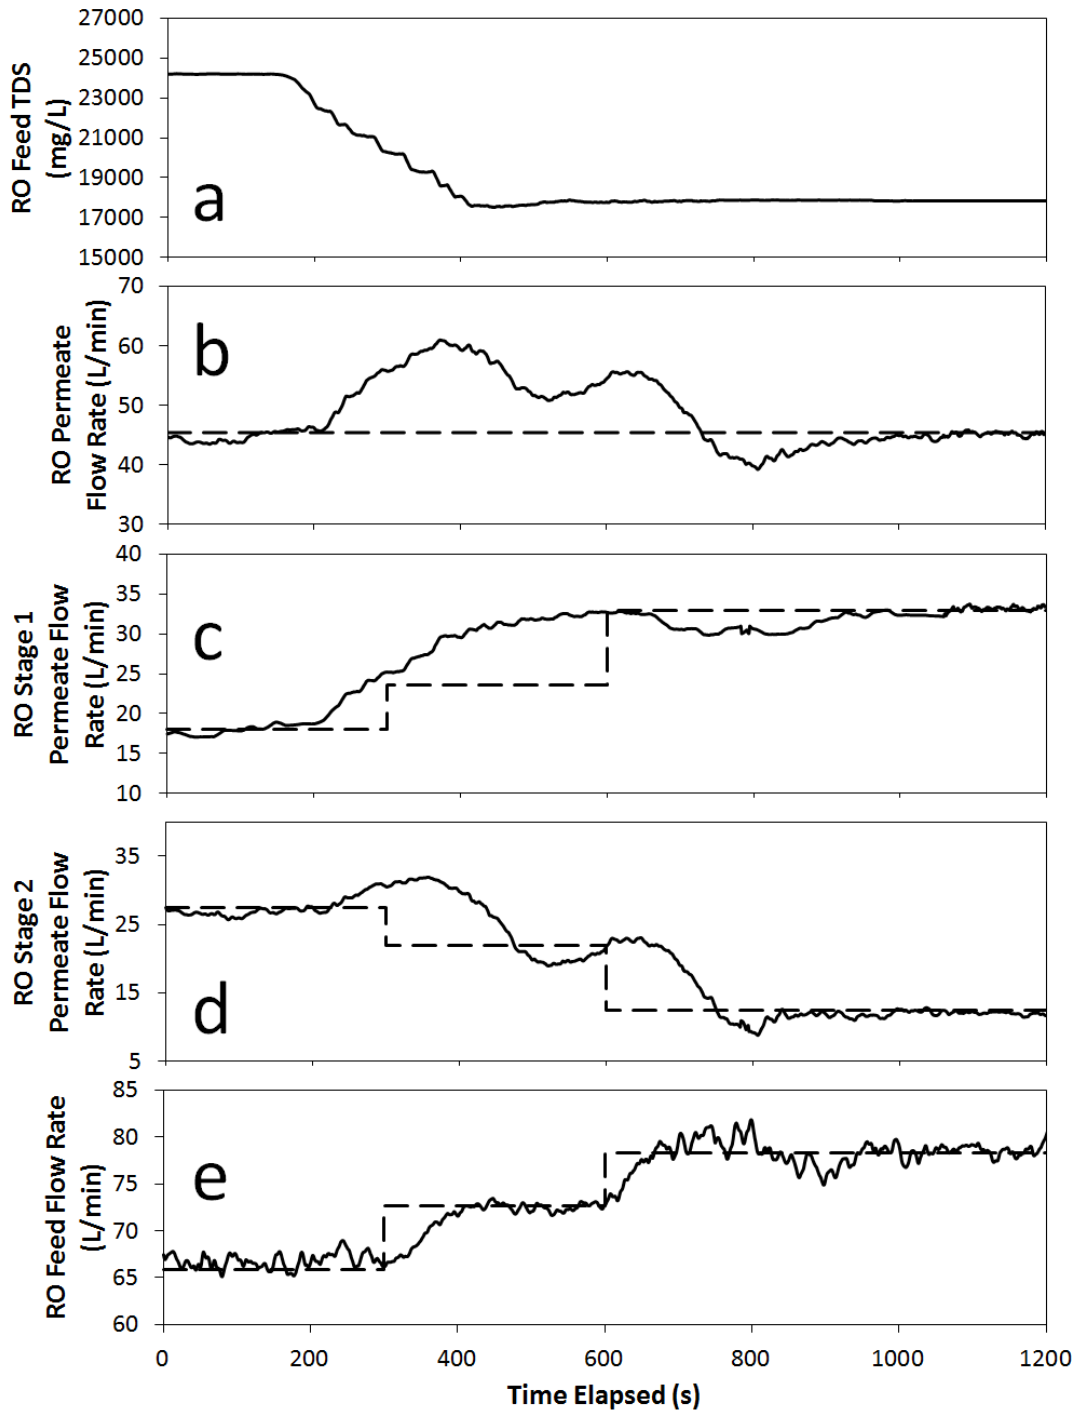 RO Feed TDS
(mg/L)
27000
25000
23000
21000
19000
17000
15000
a
RO Permeate
Flow Rate (L/min)
70
60
50
40
30
b
RO Stage 1
Permeate Flow
Rate (L/min)
40
35
30
25
20
15
10
c
RO Stage 2
Permeate Flow
Rate (L/min)
35
25
15
5
d
RO Feed Flow Rate
(L/min)
85
80
75
70
65
60
e
0 200 400 600 800 1000 1200
Time Elapsed (s)